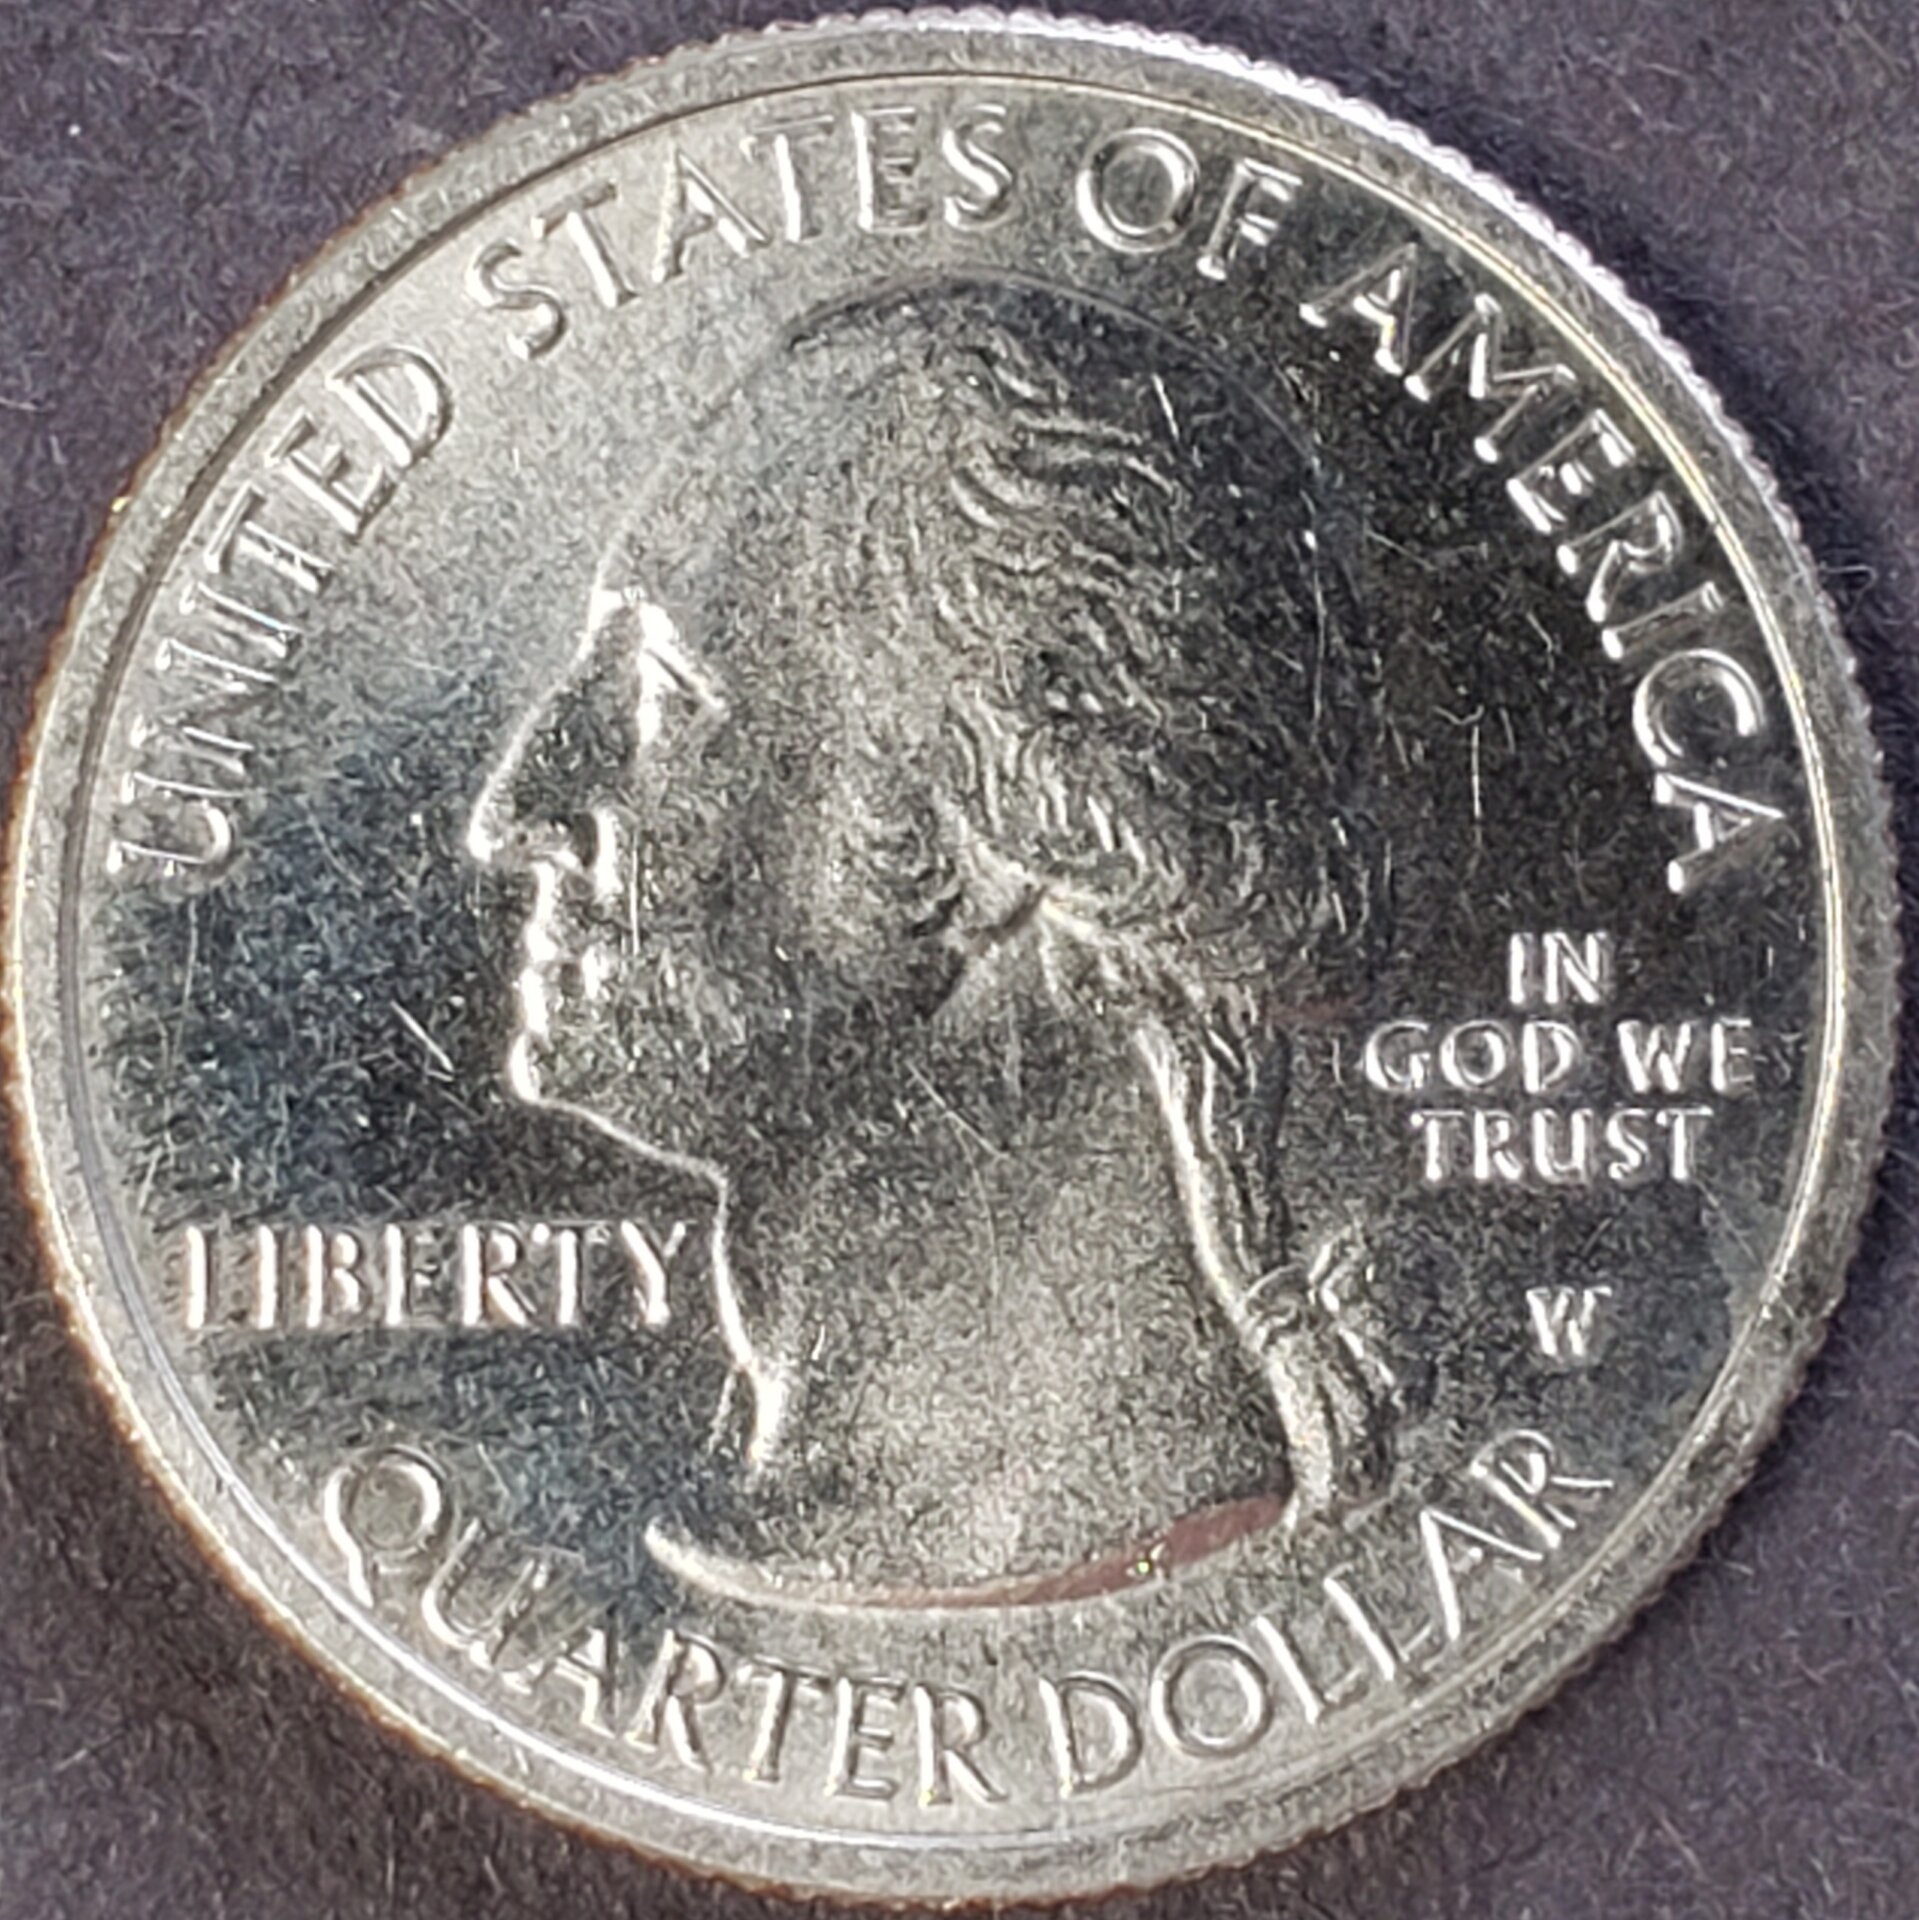 UNITED STATES OF AMERICA
IN
GOD WE
TRUST
LIBERTY
W
QUARTER DOLLAR